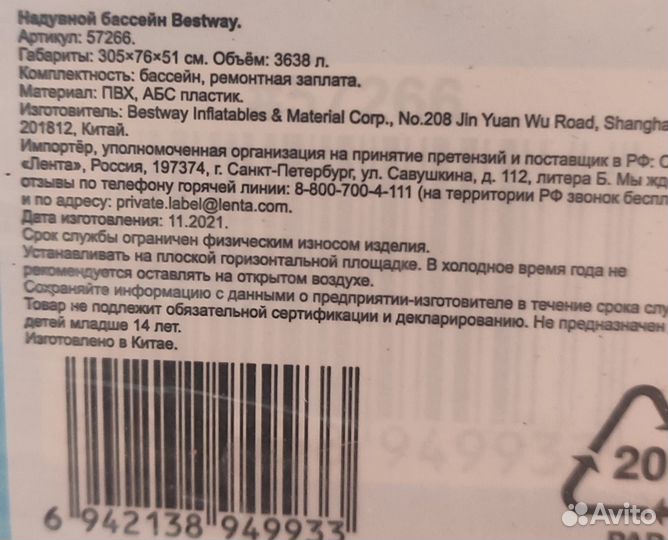 Надувной бассейн Bestway.
Артикул: 57266.
Габариты: 305×76×51 см. Объём: 3638 л.
Комплектность: бассейн, ремонтная заплата.
Материал: ПВХ, АБС пластик.
Изготовитель: Bestway Inflatables & Material Corp., No.208 Jin Yuan Wu Road, Shangha
201812, Китай.
Импортёр, уполномоченная организация на принятие претензий и поставщик в РФ: О
«Лента», Россия, 197374, г. Санкт-Петербург, ул. Савушкина, д. 112, литера Б. Мы жд
отзывы по телефону горячей линии: 8-800-700-4-111 (на территории РФ звонок беспл
и по адресу: private.label@lenta.com.
Дата изготовления: 11.2021.
Срок службы ограничен физическим износом изделия.
Устанавливать на плоской горизонтальной площадке. В холодное время года не
рекомендуется оставлять на открытом воздухе.
Сохраняйте информацию с данными о предприятии-изготовителе в течение срока слу
Товар не подлежит обязательной сертификации и декларированию. Не предназначен
детей младше 14 лет.
Изготовлено в Китае.
6 942138 949933
20
PAP
Avito